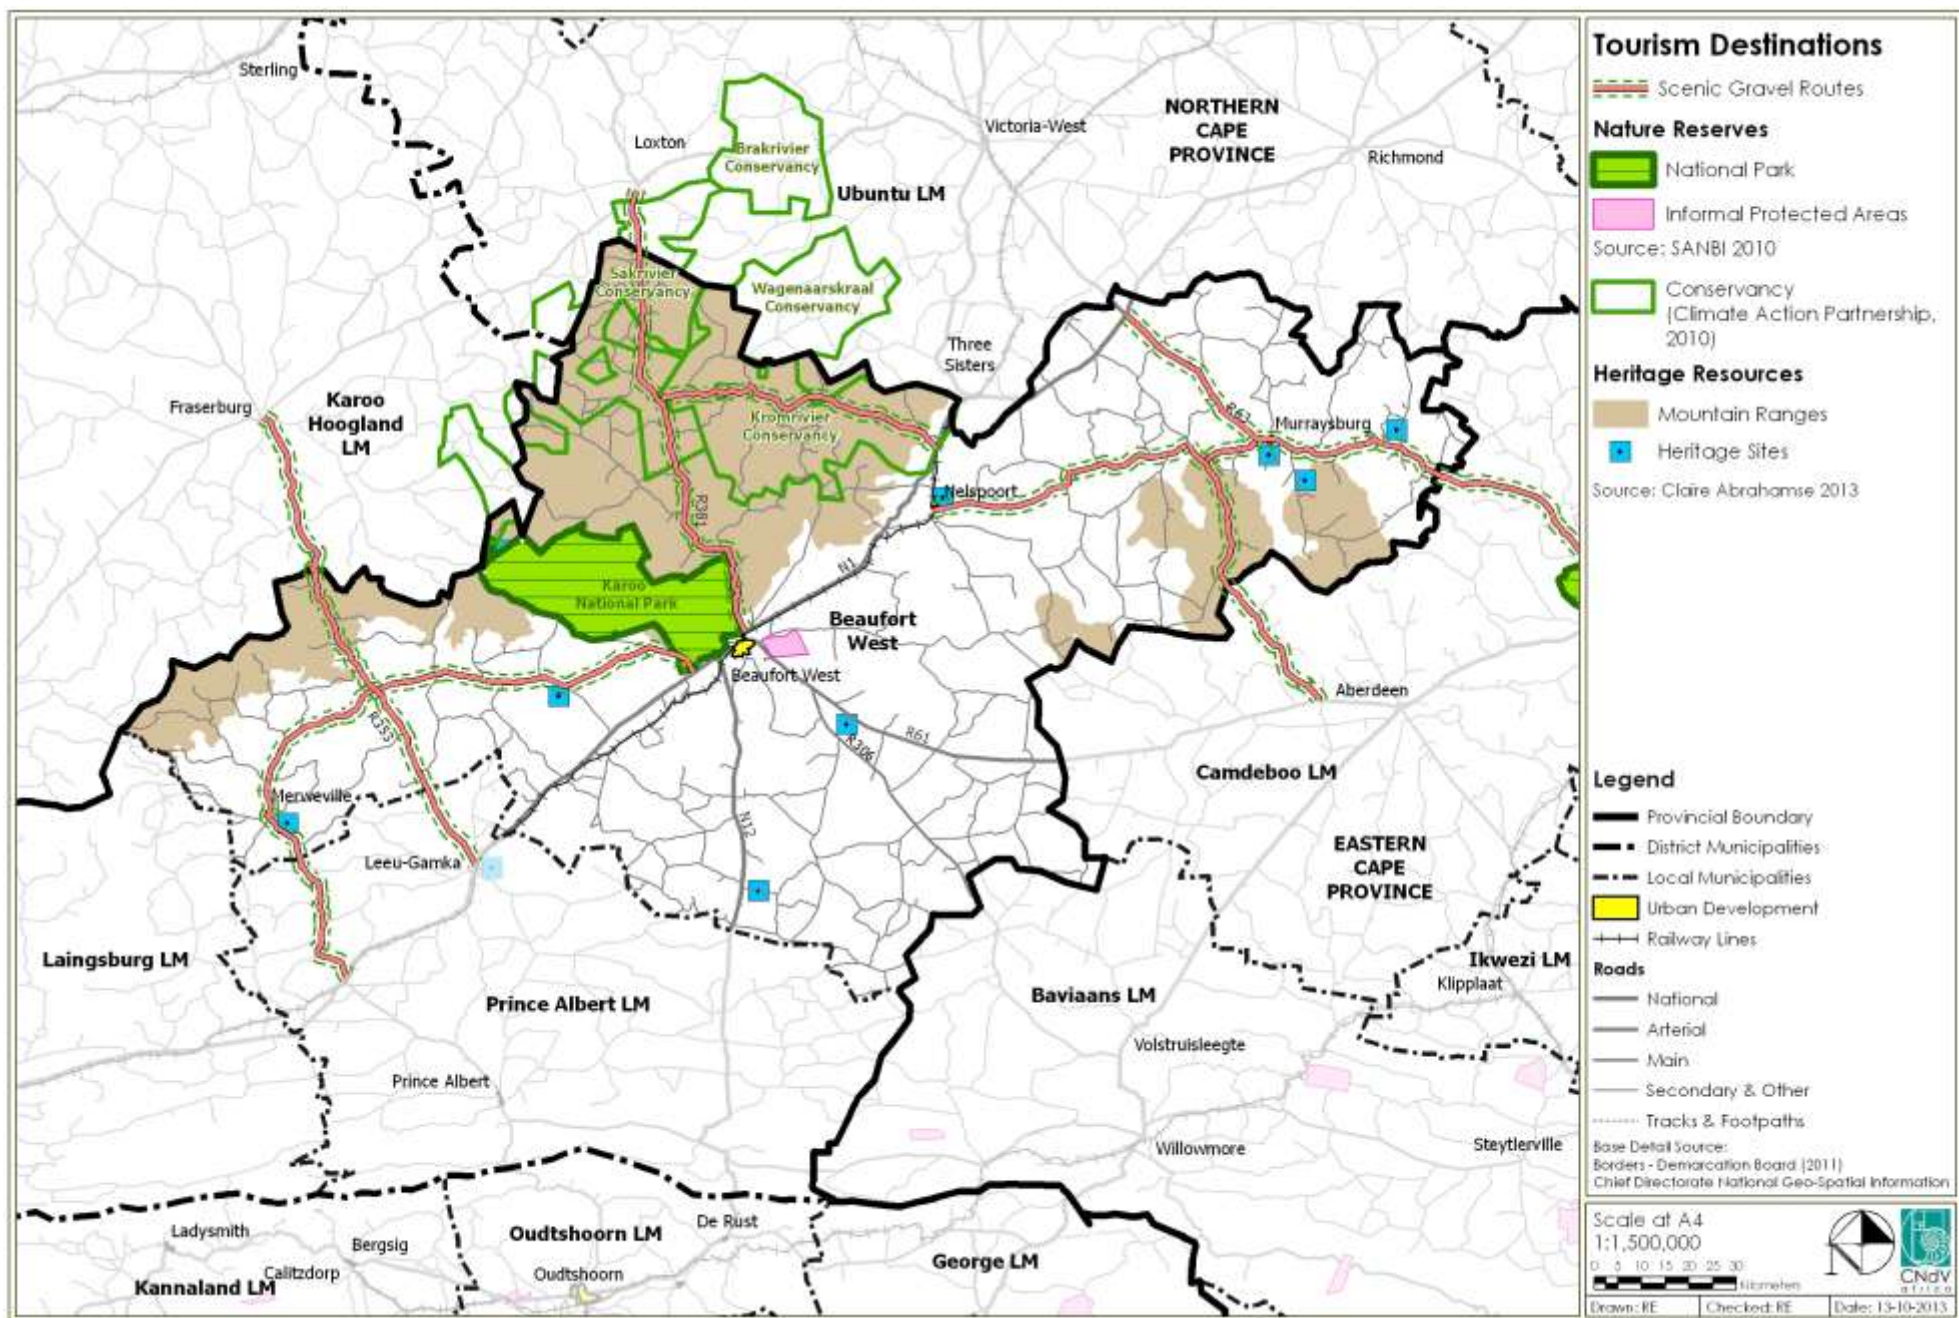 Sterling
Loxton
Brakrivier
Conservancy
Victoria-West
NORTHERN
CAPE
PROVINCE
Richmond
Ubuntu LM
Sakrivier
Conservancy
Wagenaarskraal
Conservancy
Three
Sisters
Fraserburg
Karoo
Hoogland
LM
Kromrivier
Conservancy
R63
Murraysburg
Nelspoort
R381
N1
Karoo
National Park
Beaufort
West
Beaufort West
Aberdeen
R353
R306
R61
Camdeboo LM
Merweville
N12
Leeu-Gamka
EASTERN
CAPE
PROVINCE
Laingsburg LM
Prince Albert LM
Baviaans LM
Ikwezi LM
Klipplaat
Volstruisleegte
Prince Albert
Willowmore
Steytlerville
Ladysmith
Bergsig
Oudtshoorn LM
De Rust
George LM
Calitzdorp
Oudtshoorn
Kannaland LM
Tourism Destinations
Scenic Gravel Routes
Nature Reserves
National Park
Informal Protected Areas
Source: SANBI 2010
Conservancy
(Climate Action Partnership,
2010)
Heritage Resources
Mountain Ranges
Heritage Sites
Source: Claire Abrahamse 2013
Legend
Provincial Boundary
District Municipalities
Local Municipalities
Urban Development
Railway Lines
Roads
National
Arterial
Main
Secondary & Other
Tracks & Footpaths
Base Detail Source:
Borders - Demarcation Board (2011)
Chief Directorate National Geo-Spatial Information
Scale at A4
1:1,500,000
0 5 10 15 20 25 30
Kilometers
N
CNdV
africa
Drawn: RE
Checked: RE
Date: 13-10-2013